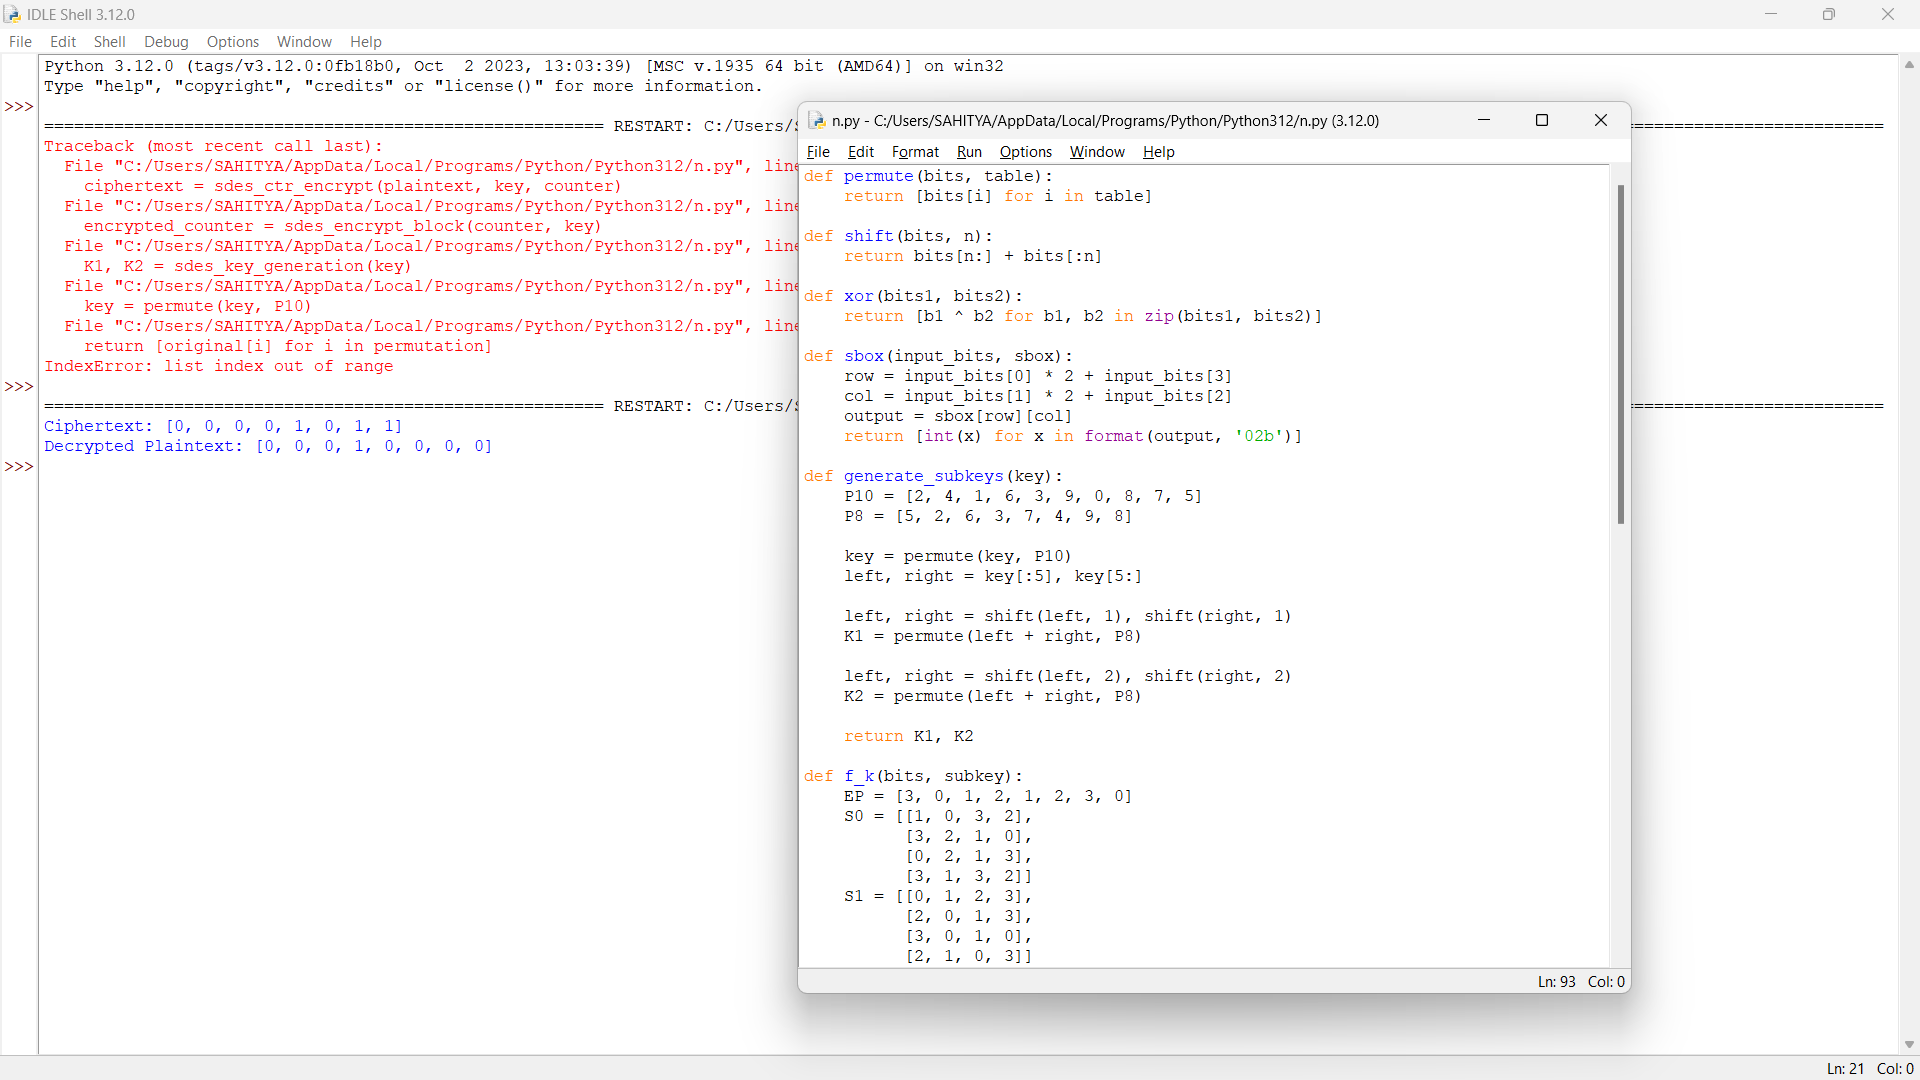 IDLE Shell 3.12.0
File Edit Shell Debug Options Window Help
Python 3.12.0 (tags/v3.12.0:0fb18b0, Oct  2 2023, 13:03:39) [MSC v.1935 64 bit (AMD64)] on win32
Type "help", "copyright", "credits" or "license()" for more information.
>>>
======================================================== RESTART: C:/Users/S
Traceback (most recent call last):
  File "C:/Users/SAHITYA/AppData/Local/Programs/Python/Python312/n.py", line
    ciphertext = sdes_ctr_encrypt(plaintext, key, counter)
  File "C:/Users/SAHITYA/AppData/Local/Programs/Python/Python312/n.py", line
    encrypted_counter = sdes_encrypt_block(counter, key)
  File "C:/Users/SAHITYA/AppData/Local/Programs/Python/Python312/n.py", line
    K1, K2 = sdes_key_generation(key)
  File "C:/Users/SAHITYA/AppData/Local/Programs/Python/Python312/n.py", line
    key = permute(key, P10)
  File "C:/Users/SAHITYA/AppData/Local/Programs/Python/Python312/n.py", line
    return [original[i] for i in permutation]
IndexError: list index out of range
>>>
======================================================== RESTART: C:/Users/S
Ciphertext: [0, 0, 0, 0, 1, 0, 1, 1]
Decrypted Plaintext: [0, 0, 0, 1, 0, 0, 0, 0]
>>>
n.py - C:/Users/SAHITYA/AppData/Local/Programs/Python/Python312/n.py (3.12.0)
File Edit Format Run Options Window Help
def permute(bits, table):
    return [bits[i] for i in table]
def shift(bits, n):
    return bits[n:] + bits[:n]
def xor(bits1, bits2):
    return [b1 ^ b2 for b1, b2 in zip(bits1, bits2)]
def sbox(input_bits, sbox):
    row = input_bits[0] * 2 + input_bits[3]
    col = input_bits[1] * 2 + input_bits[2]
    output = sbox[row][col]
    return [int(x) for x in format(output, '02b')]
def generate_subkeys(key):
    P10 = [2, 4, 1, 6, 3, 9, 0, 8, 7, 5]
    P8 = [5, 2, 6, 3, 7, 4, 9, 8]
    key = permute(key, P10)
    left, right = key[:5], key[5:]
    left, right = shift(left, 1), shift(right, 1)
    K1 = permute(left + right, P8)
    left, right = shift(left, 2), shift(right, 2)
    K2 = permute(left + right, P8)
    return K1, K2
def f_k(bits, subkey):
    EP = [3, 0, 1, 2, 1, 2, 3, 0]
    S0 = [[1, 0, 3, 2],
          [3, 2, 1, 0],
          [0, 2, 1, 3],
          [3, 1, 3, 2]]
    S1 = [[0, 1, 2, 3],
          [2, 0, 1, 3],
          [3, 0, 1, 0],
          [2, 1, 0, 3]]
Ln: 93 Col: 0
Ln: 21 Col: 0